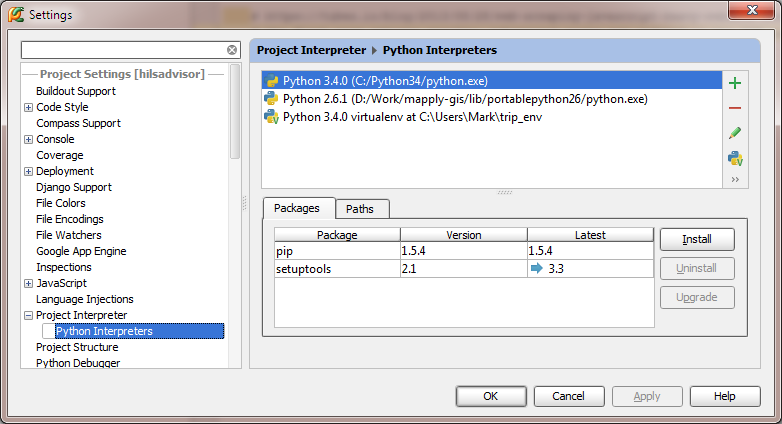 Settings
Project Settings [hilsadvisor]
Buildout Support
Code Style
Compass Support
Console
Coverage
Deployment
Django Support
File Colors
File Encodings
File Watchers
Google App Engine
Inspections
JavaScript
Language Injections
Project Interpreter
Python Interpreters
Project Structure
Python Debugger
Project Interpreter ▸ Python Interpreters
Python 3.4.0 (C:/Python34/python.exe)
Python 2.6.1 (D:/Work/mapply-gis/lib/portablepython26/python.exe)
Python 3.4.0 virtualenv at C:\Users\Mark\trip_env
Packages Paths
Package Version Latest
pip 1.5.4 1.5.4
setuptools 2.1 3.3
Install
Uninstall
Upgrade
OK Cancel Apply Help